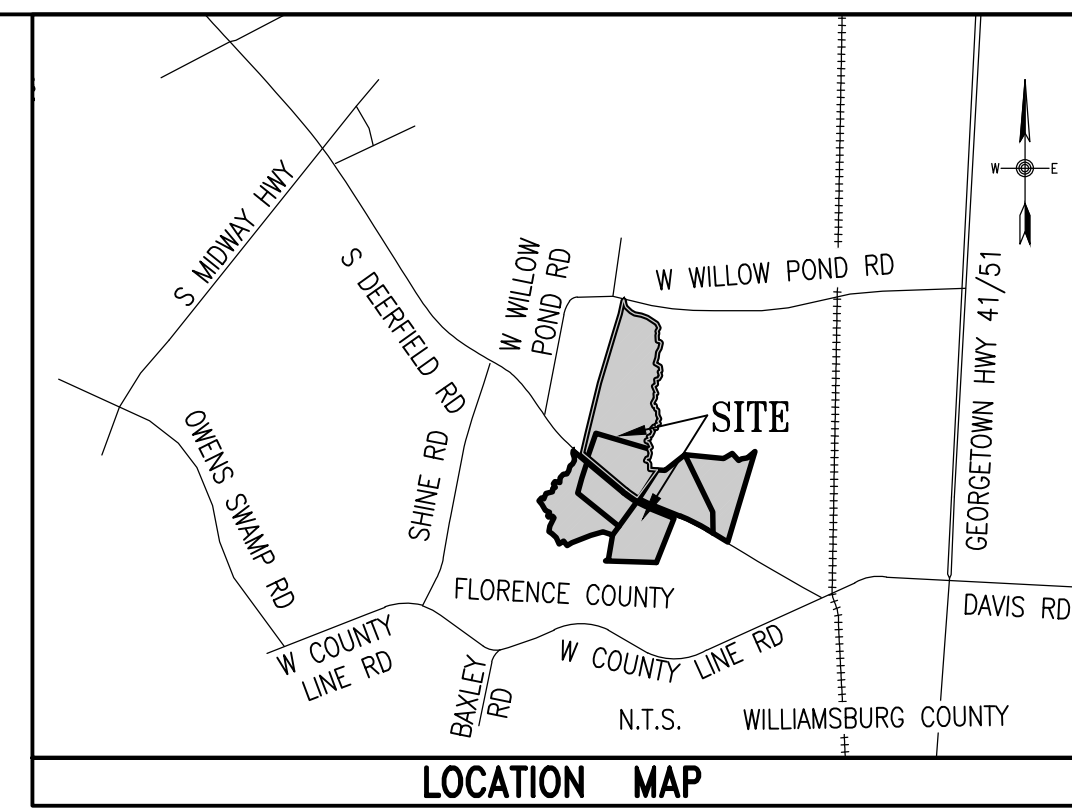 S MIDWAY HWY
S DEERFIELD RD
W WILLOW
POND RD
W WILLOW POND RD
W
E
GEORGETOWN HWY 41/51
SITE
OWENS SWAMP RD
SHINE RD
FLORENCE COUNTY
DAVIS RD
W COUNTY
LINE RD
W COUNTY LINE RD
BAXLEY
RD
N.T.S.
WILLIAMSBURG COUNTY
LOCATION MAP